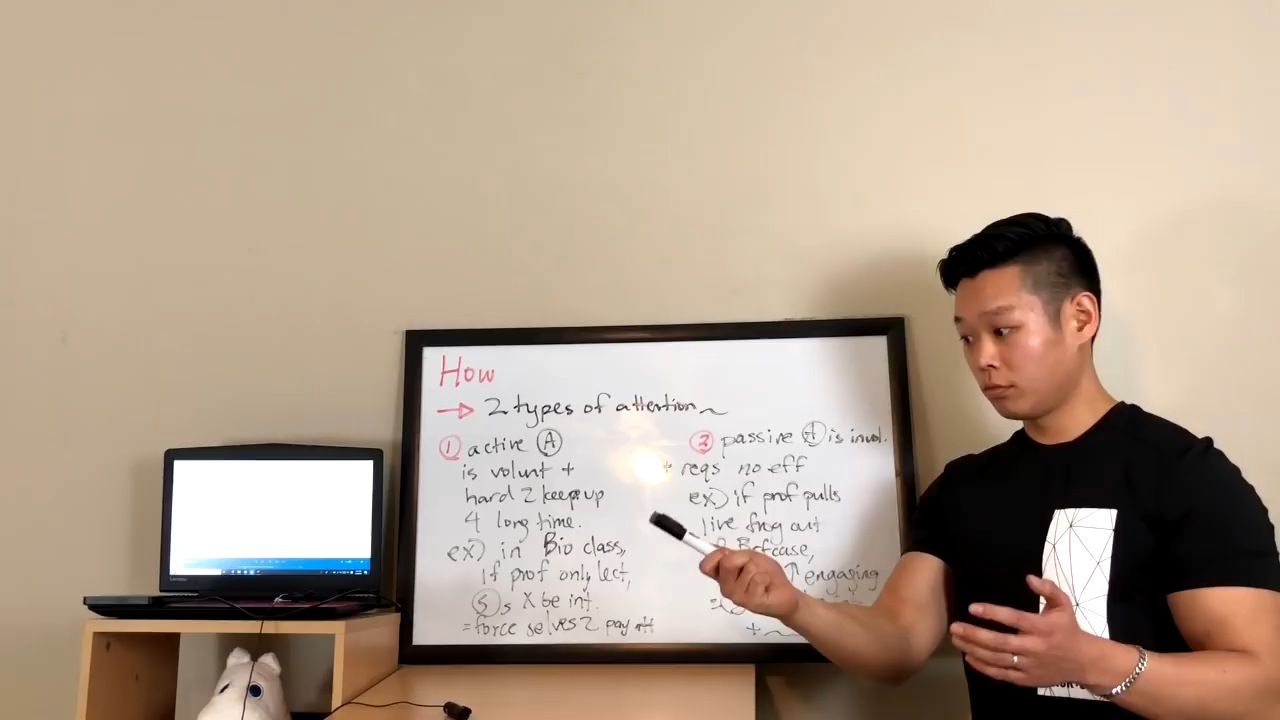 How
→ 2 types of attention ~
① active Ⓐ
is volunt +
hard 2 keep up
4 long time.
ex) in Bio class,
if prof only lect,
Ⓢs X be int.
= force selves 2 pay att
② passive Ⓐ is invol.
+ reqs no eff
ex) if prof pulls
live frog out
Brfcase,
↑ engaging
+ ~
Lenovo